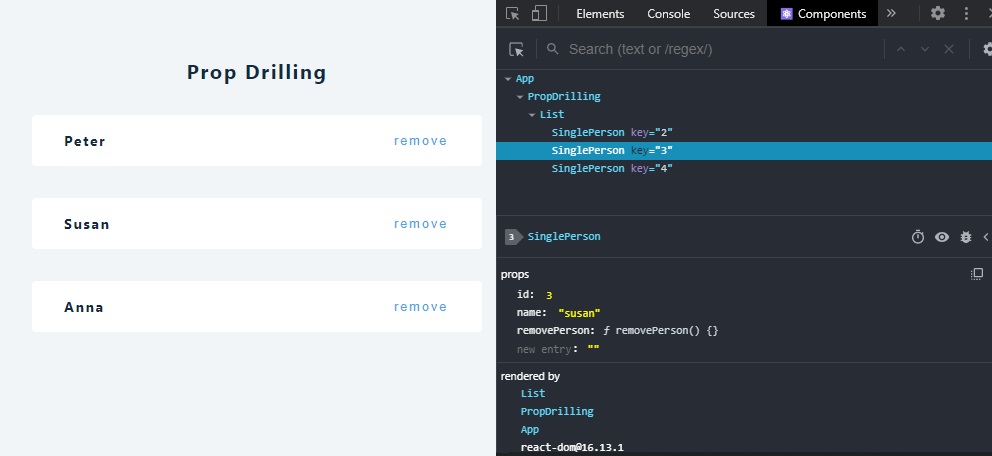 Prop Drilling
Peter remove
Susan remove
Anna remove
Elements Console Sources Components »
Search (text or /regex/)
App
PropDrilling
List
SinglePerson key="2"
SinglePerson key="3"
SinglePerson key="4"
3 SinglePerson
props
id: 3
name: "susan"
removePerson: ƒ removePerson() {}
new entry: ""
rendered by
List
PropDrilling
App
react-dom@16.13.1